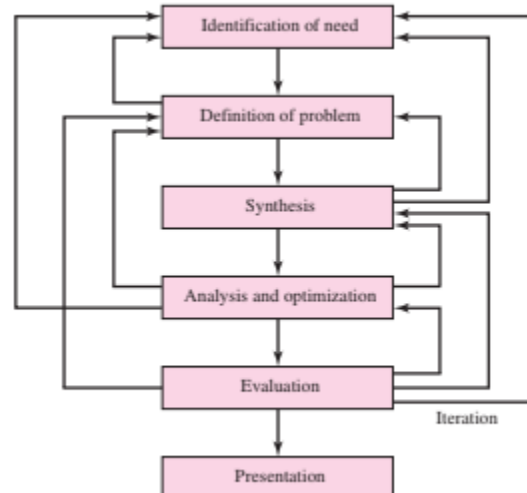 Identification of need
Definition of problem
Synthesis
Analysis and optimization
Evaluation
Iteration
Presentation